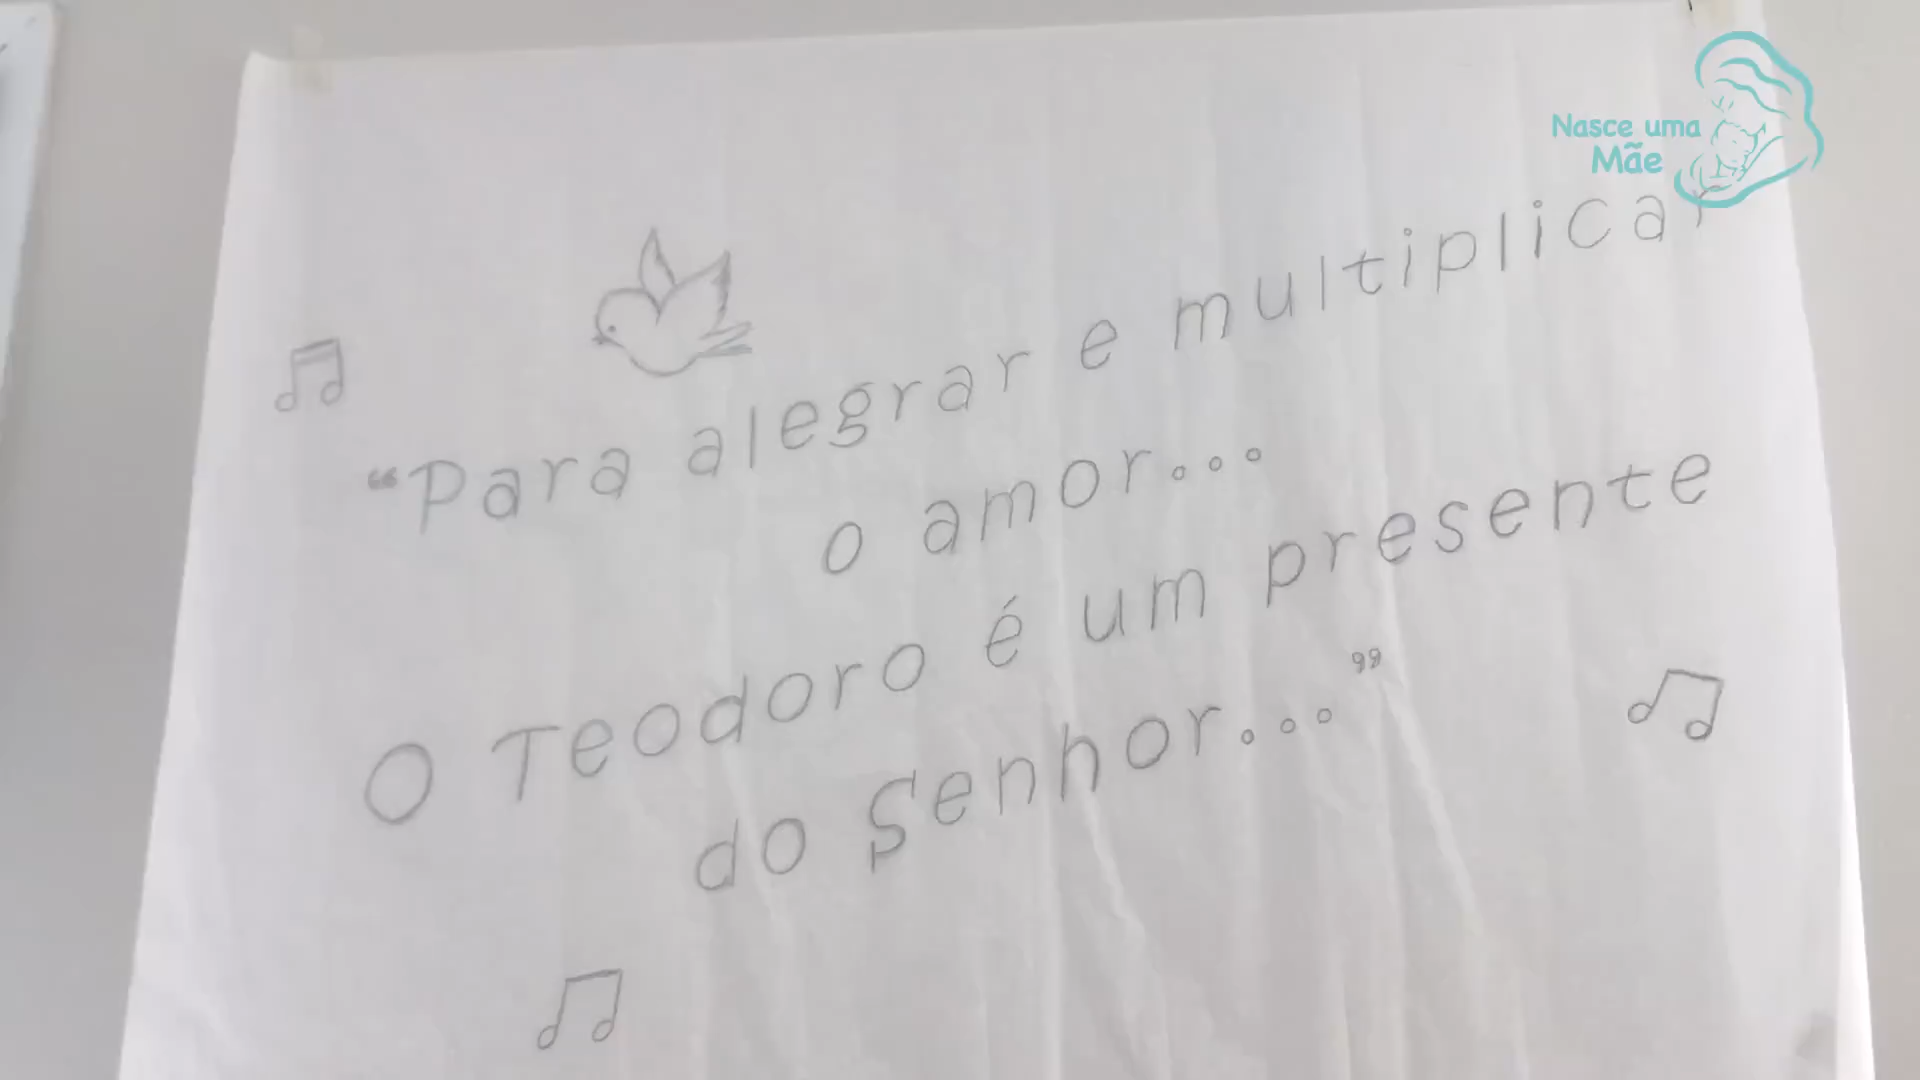 Nasce uma
Mãe
“Para alegrar e multiplicar
o amor...
O Teodoro é um presente
do Senhor...”